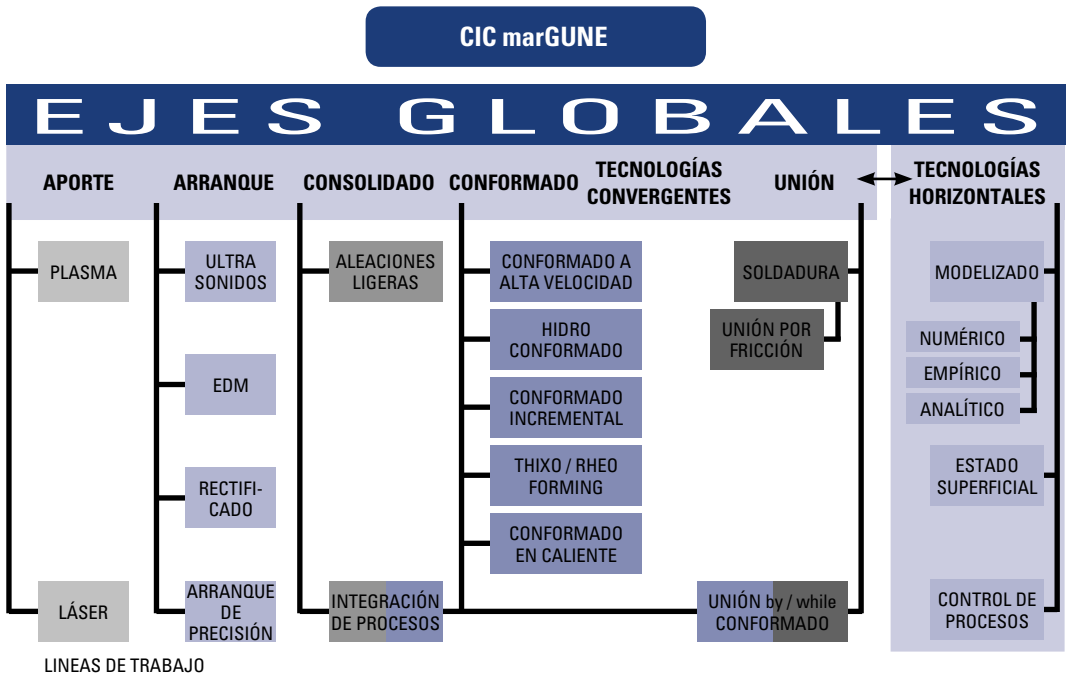 CIC marGUNE
EJES GLOBALES
APORTE
ARRANQUE
CONSOLIDADO
CONFORMADO
TECNOLOGÍAS
CONVERGENTES
UNIÓN
TECNOLOGÍAS
HORIZONTALES
PLASMA
LÁSER
ULTRA
SONIDOS
EDM
RECTIFI-
CADO
ARRANQUE
DE
PRECISIÓN
ALEACIONES
LIGERAS
INTEGRACIÓN
DE PROCESOS
CONFORMADO A
ALTA VELOCIDAD
HIDRO
CONFORMADO
CONFORMADO
INCREMENTAL
THIXO / RHEO
FORMING
CONFORMADO
EN CALIENTE
SOLDADURA
UNIÓN POR
FRICCIÓN
UNIÓN by / while
CONFORMADO
MODELIZADO
NUMÉRICO
EMPÍRICO
ANALÍTICO
ESTADO
SUPERFICIAL
CONTROL DE
PROCESOS
LINEAS DE TRABAJO